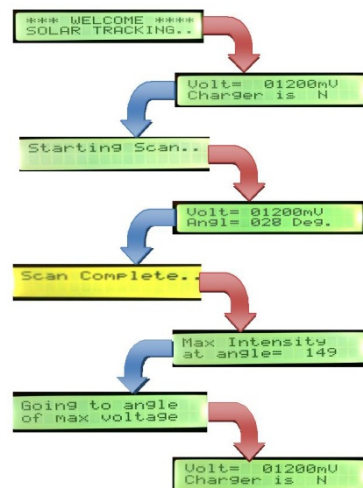 *** WELCOME ****
SOLAR TRACKING..
Volt= 01200mV
Charger is N
Starting Scan..
Volt= 01200mV
Angl= 028 Deg.
Scan Complete..
Max Intensity
at angle= 149
Going to angle
of max voltage
Volt= 01200mV
Charger is N